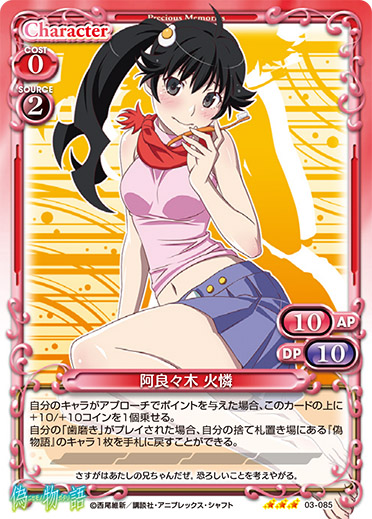 Precious Memories
Character
COST
0
SOURCE
2
10 AP
DP 10
阿良々木 火憐
自分のキャラがアプローチでポイントを与えた場合、このカードの上に
+10/+10コインを1個乗せる。
自分の「歯磨き」がプレイされた場合、自分の捨て札置き場にある『偽
物語』のキャラ1枚を手札に戻すことができる。
さすがはあたしの兄ちゃんだぜ。恐ろしいことを考えやがる。
偽物語
©西尾維新／講談社・アニプレックス・シャフト
03-085